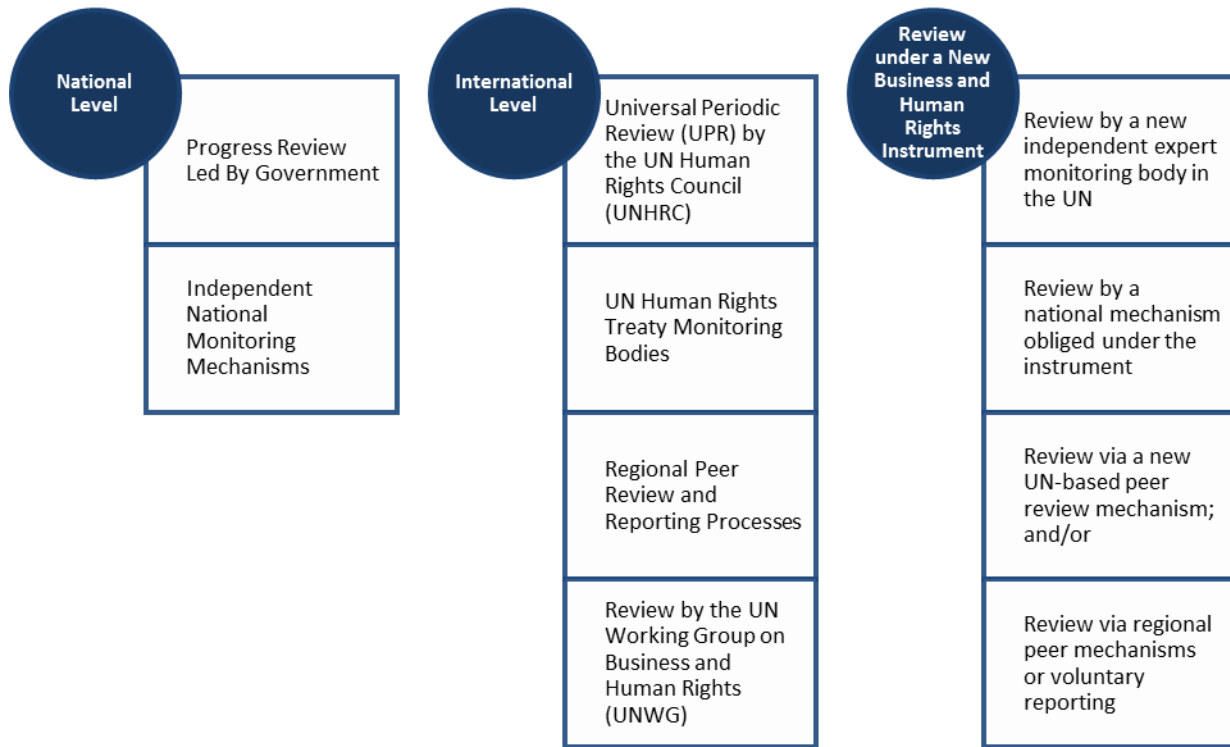 National
Level
Progress Review
Led By Government
Independent
National
Monitoring
Mechanisms
International
Level
Universal Periodic
Review (UPR) by
the UN Human
Rights Council
(UNHRC)
UN Human Rights
Treaty Monitoring
Bodies
Regional Peer
Review and
Reporting Processes
Review by the UN
Working Group on
Business and
Human Rights
(UNWG)
Review
under a New
Business and
Human
Rights
Instrument
Review by a new
independent expert
monitoring body in
the UN
Review by a
national mechanism
obliged under the
instrument
Review via a new
UN-based peer
review mechanism;
and/or
Review via regional
peer mechanisms
or voluntary
reporting